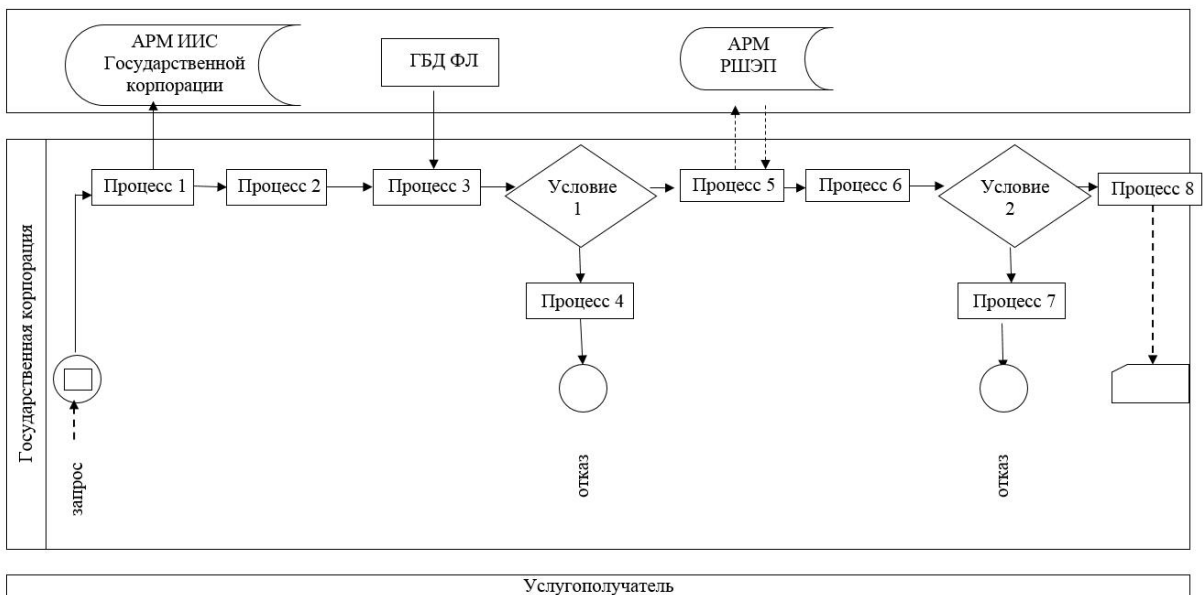 АРМ ИИС
Государственной
корпорации
ГБД ФЛ
АРМ
РШЭП
Государственная корпорация
Процесс 1
Процесс 2
Процесс 3
Условие
1
Процесс 5
Процесс 6
Условие
2
Процесс 8
Процесс 4
Процесс 7
запрос
отказ
отказ
Услугополучатель